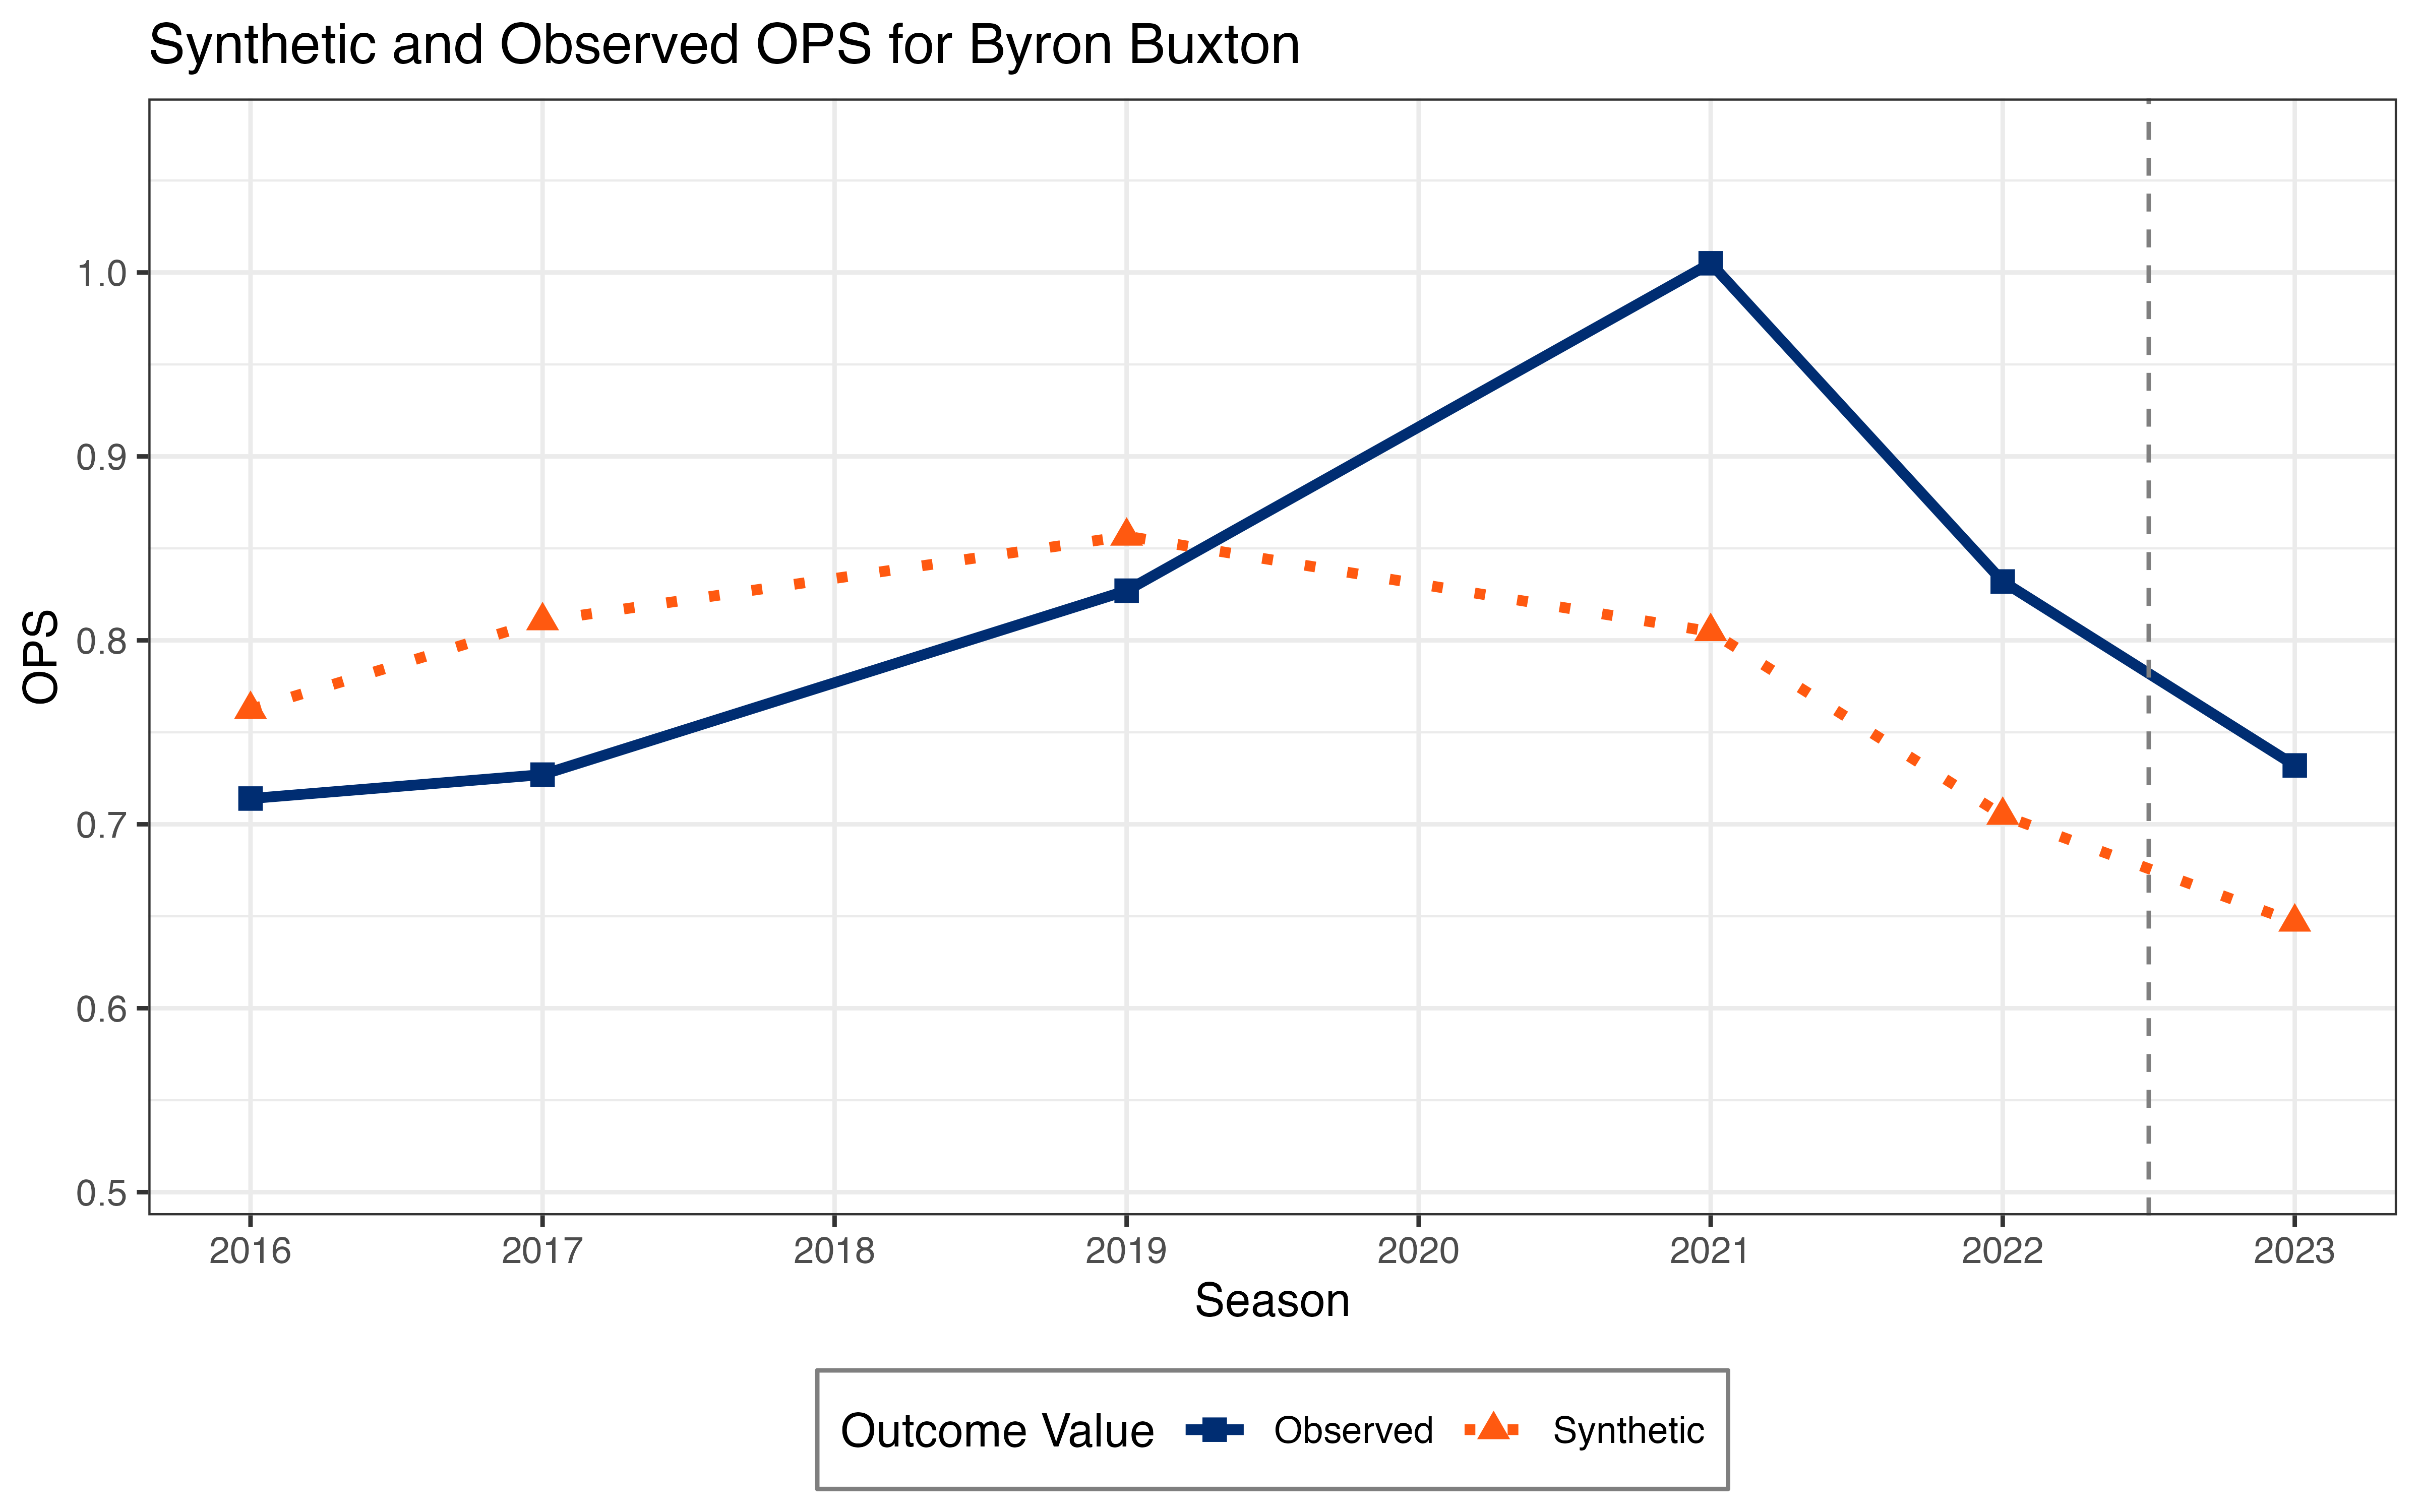 Synthetic and Observed OPS for Byron Buxton
OPS
1.0
0.9
0.8
0.7
0.6
0.5
2016 2017 2018 2019 2020 2021 2022 2023
Season
Outcome Value Observed Synthetic